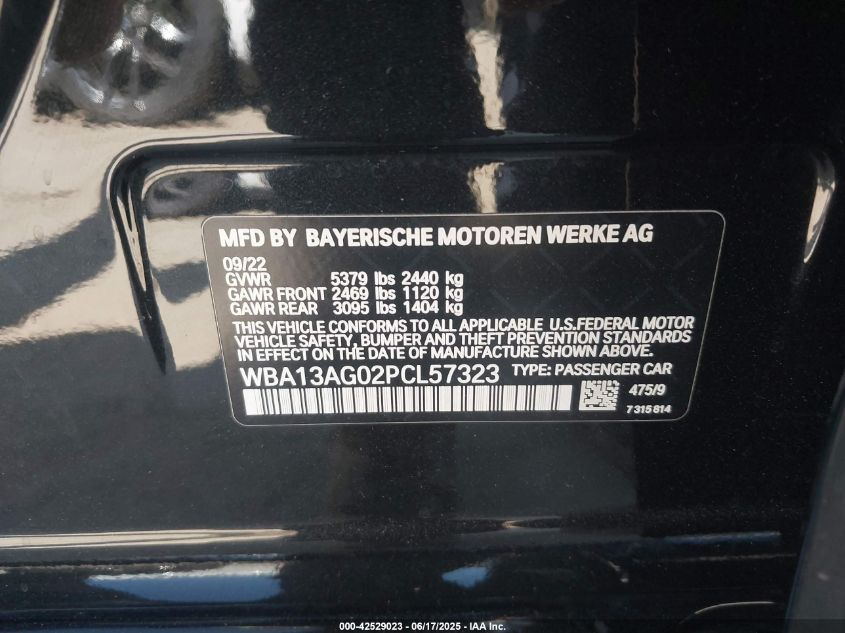 MFD BY BAYERISCHE MOTOREN WERKE AG
09/22
GVWR 5379 lbs 2440 kg
GAWR FRONT 2469 lbs 1120 kg
GAWR REAR 3095 lbs 1404 kg
THIS VEHICLE CONFORMS TO ALL APPLICABLE U.S.FEDERAL MOTOR
VEHICLE SAFETY, BUMPER AND THEFT PREVENTION STANDARDS
IN EFFECT ON THE DATE OF MANUFACTURE SHOWN ABOVE.
WBA13AG02PCL57323 TYPE: PASSENGER CAR
475/9
7 315 814
000-42529023 - 06/17/2025 - IAA Inc.